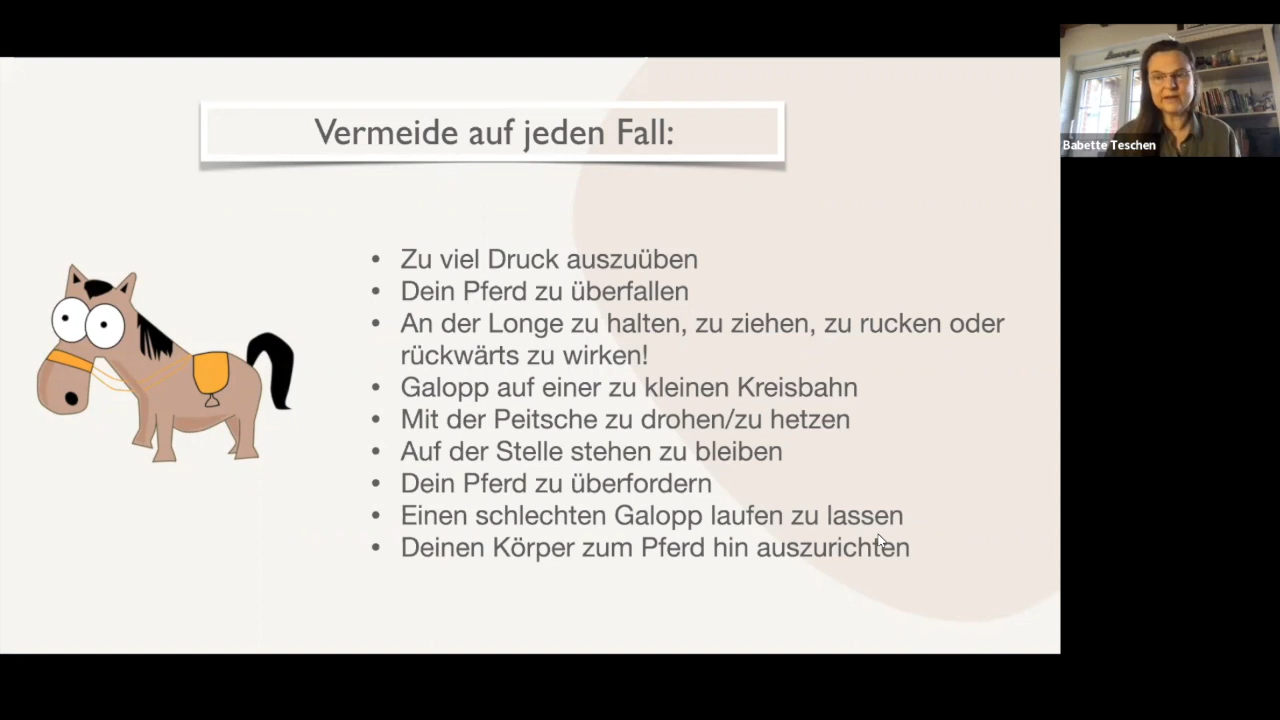 Vermeide auf jeden Fall:
Babette Teschen
• Zu viel Druck auszuüben
• Dein Pferd zu überfallen
• An der Longe zu halten, zu ziehen, zu rucken oder
rückwärts zu wirken!
• Galopp auf einer zu kleinen Kreisbahn
• Mit der Peitsche zu drohen/zu hetzen
• Auf der Stelle stehen zu bleiben
• Dein Pferd zu überfordern
• Einen schlechten Galopp laufen zu lassen
• Deinen Körper zum Pferd hin auszurichten